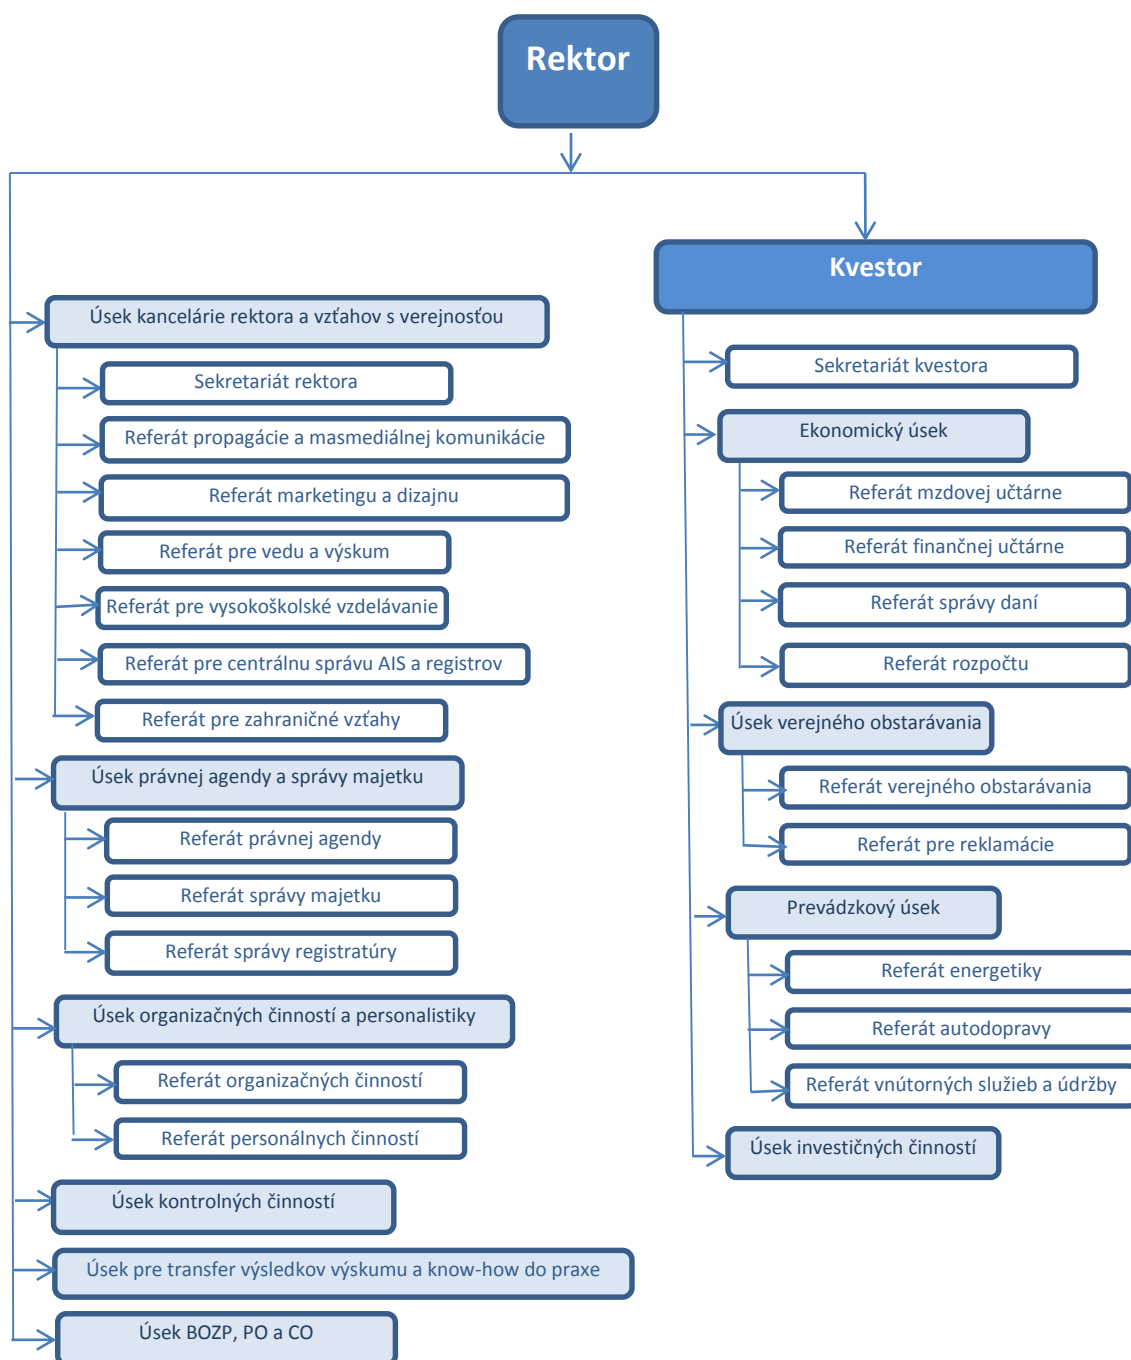 Rektor
Kvestor
Úsek kancelárie rektora a vzťahov s verejnosťou
Sekretariát rektora
Referát propagácie a masmediálnej komunikácie
Referát marketingu a dizajnu
Referát pre vedu a výskum
Referát pre vysokoškolské vzdelávanie
Referát pre centrálnu správu AIS a registrov
Referát pre zahraničné vzťahy
Úsek právnej agendy a správy majetku
Referát právnej agendy
Referát správy majetku
Referát správy registratúry
Úsek organizačných činností a personalistiky
Referát organizačných činností
Referát personálnych činností
Úsek kontrolných činností
Úsek pre transfer výsledkov výskumu a know-how do praxe
Úsek BOZP, PO a CO
Sekretariát kvestora
Ekonomický úsek
Referát mzdovej učtárne
Referát finančnej učtárne
Referát správy daní
Referát rozpočtu
Úsek verejného obstarávania
Referát verejného obstarávania
Referát pre reklamácie
Prevádzkový úsek
Referát energetiky
Referát autodopravy
Referát vnútorných služieb a údržby
Úsek investičných činností